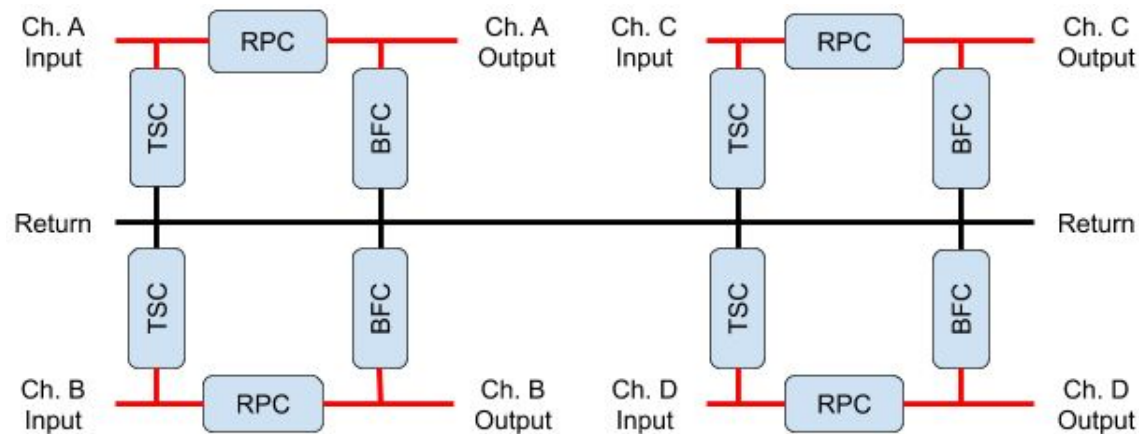 Ch. A
Input
RPC
Ch. A
Output
Ch. C
Input
RPC
Ch. C
Output
TSC
BFC
TSC
BFC
Return
Return
TSC
BFC
TSC
BFC
Ch. B
Input
RPC
Ch. B
Output
Ch. D
Input
RPC
Ch. D
Output